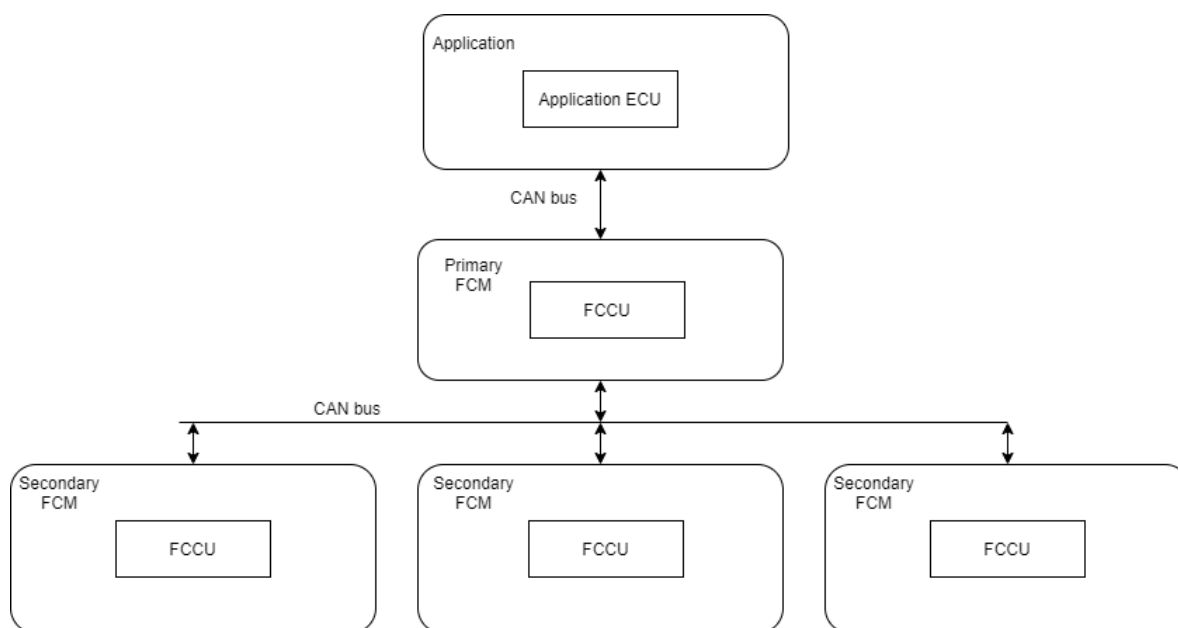 Application
Application ECU
CAN bus
Primary
FCM
FCCU
CAN bus
Secondary
FCM
FCCU
Secondary
FCM
FCCU
Secondary
FCM
FCCU